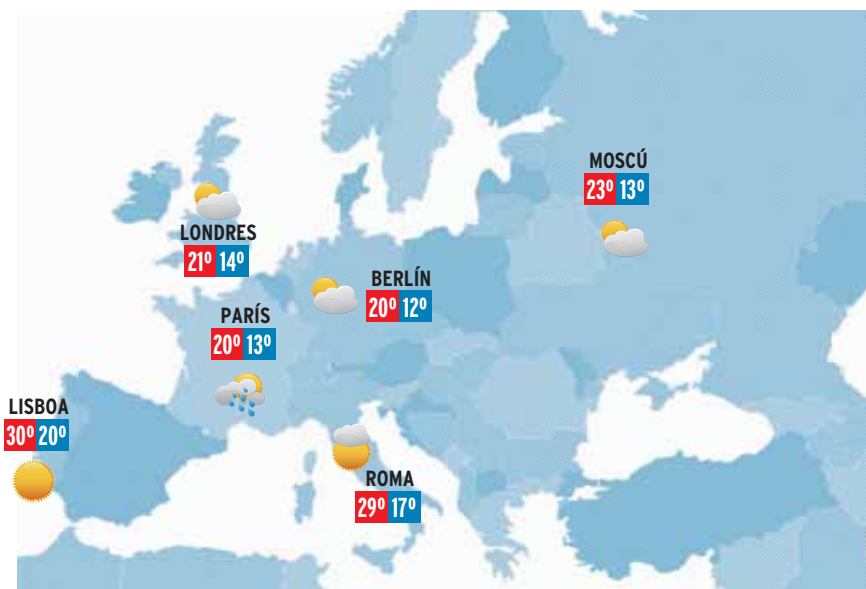 MOSCÚ
23º 13º
LONDRES
21º 14º
BERLÍN
20º 12º
PARÍS
20º 13º
LISBOA
30º 20º
ROMA
29º 17º